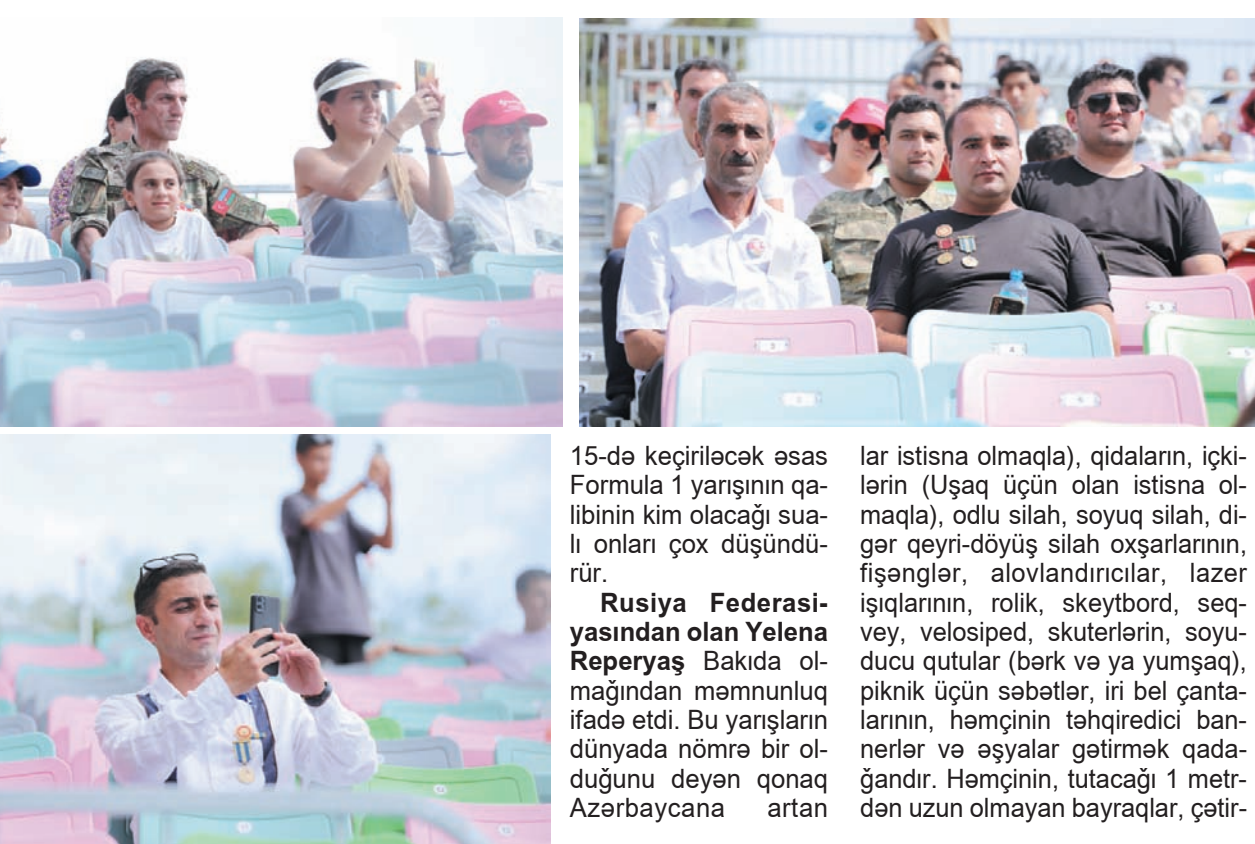 15-də keçiriləcək əsas
Formula 1 yarışının qa-
libinin kim olacağı sua-
lı onları çox düşündü-
rür.
Rusiya Federasi-
yasından olan Yelena
Reperyaş Bakıda ol-
mağından məmnunluq
ifadə etdi. Bu yarışların
dünyada nömrə bir ol-
duğunu deyən qonaq
Azərbaycana artan
lar istisna olmaqla), qidaların, içki-
lərin (Uşaq üçün olan istisna ol-
maqla), odlu silah, soyuq silah, di-
gər qeyri-döyüş silah oxşarlarının,
fişənglər, alovlandırıcılar, lazer
işıqlarının, rolik, skeytbord, seq-
vey, velosiped, skuterlərin, soyu-
ducu qutular (bərk və ya yumşaq),
piknik üçün səbətlər, iri bel çanta-
larının, həmçinin təhqiredici ban-
nerlər və əşyalar gətirmək qada-
ğandır. Həmçinin, tutacağı 1 metr-
dən uzun olmayan bayraqlar, çətir-